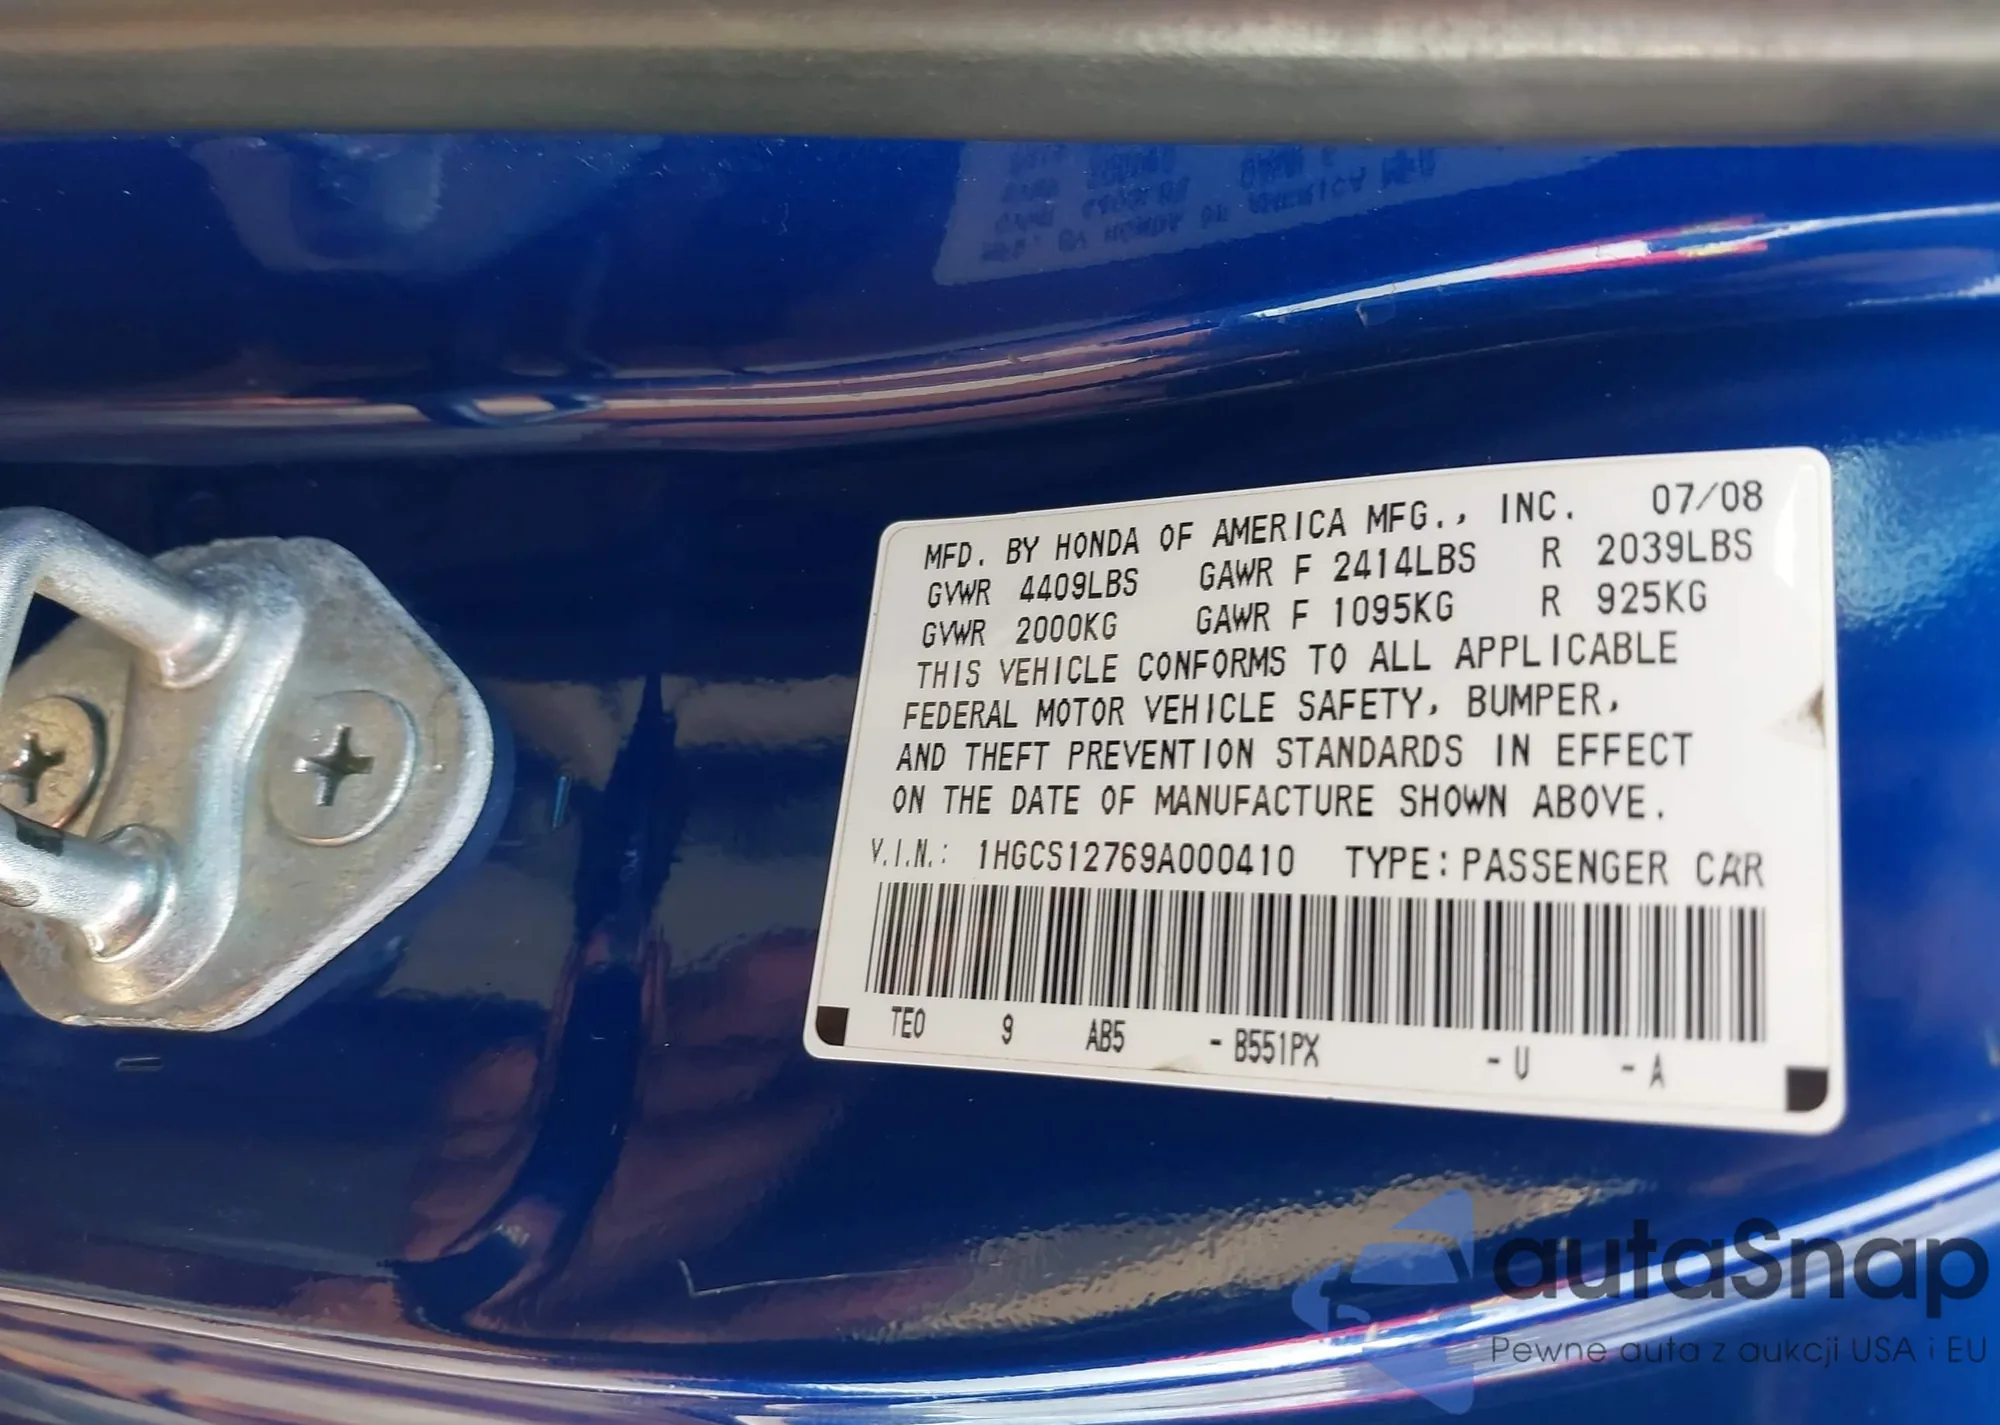 MFD. BY HONDA OF AMERICA MFG., INC. 07/08
GVWR 4409LBS GAWR F 2414LBS R 2039LBS
GVWR 2000KG GAWR F 1095KG R 925KG
THIS VEHICLE CONFORMS TO ALL APPLICABLE
FEDERAL MOTOR VEHICLE SAFETY, BUMPER,
AND THEFT PREVENTION STANDARDS IN EFFECT
ON THE DATE OF MANUFACTURE SHOWN ABOVE.
V.I.N.: 1HGCS12769A000410 TYPE: PASSENGER CAR
TE0 9 AB5 - B551PX - U - A
autaSnap
Pewne auta z aukcji USA i EU